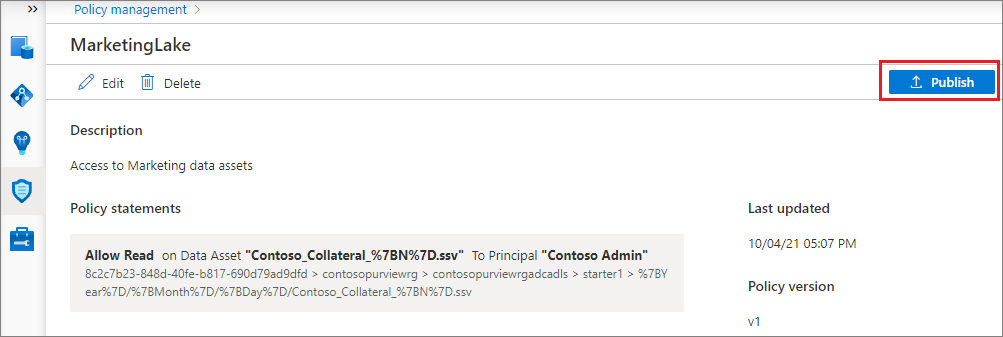 Policy management
MarketingLake
Edit Delete Publish
Description
Access to Marketing data assets
Policy statements
Allow Read on Data Asset "Contoso_Collateral_%7BN%7D.ssv" To Principal "Contoso Admin"
8c2c7b23-848d-40fe-b817-690d79ad9dfd > contosopurviewrg > contosopurviewrgadcadls > starter1 > %7BY
ear%7D/%7BMonth%7D/%7BDay%7D/Contoso_Collateral_%7BN%7D.ssv
Last updated
10/04/21 05:07 PM
Policy version
v1